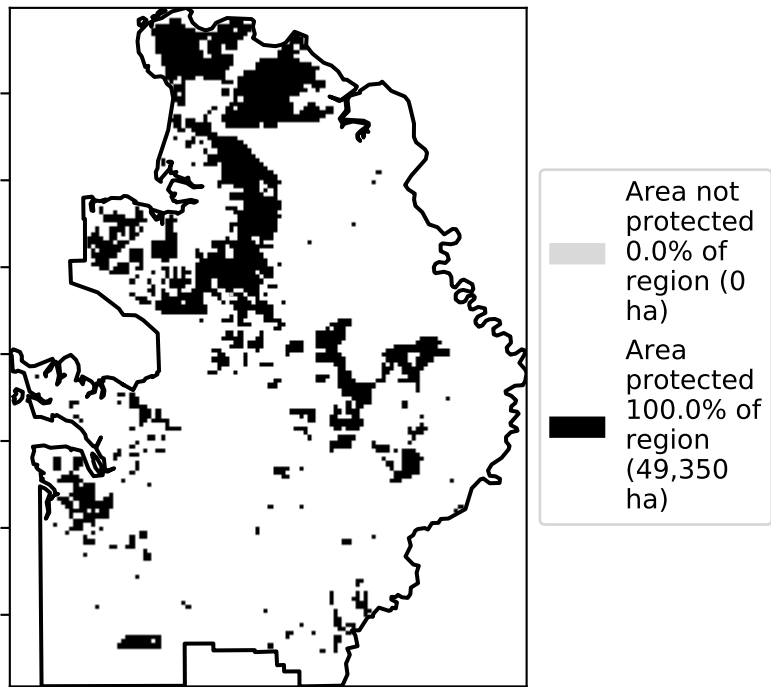 Area not
protected
0.0% of
region (0
ha)
Area
protected
100.0% of
region
(49,350
ha)